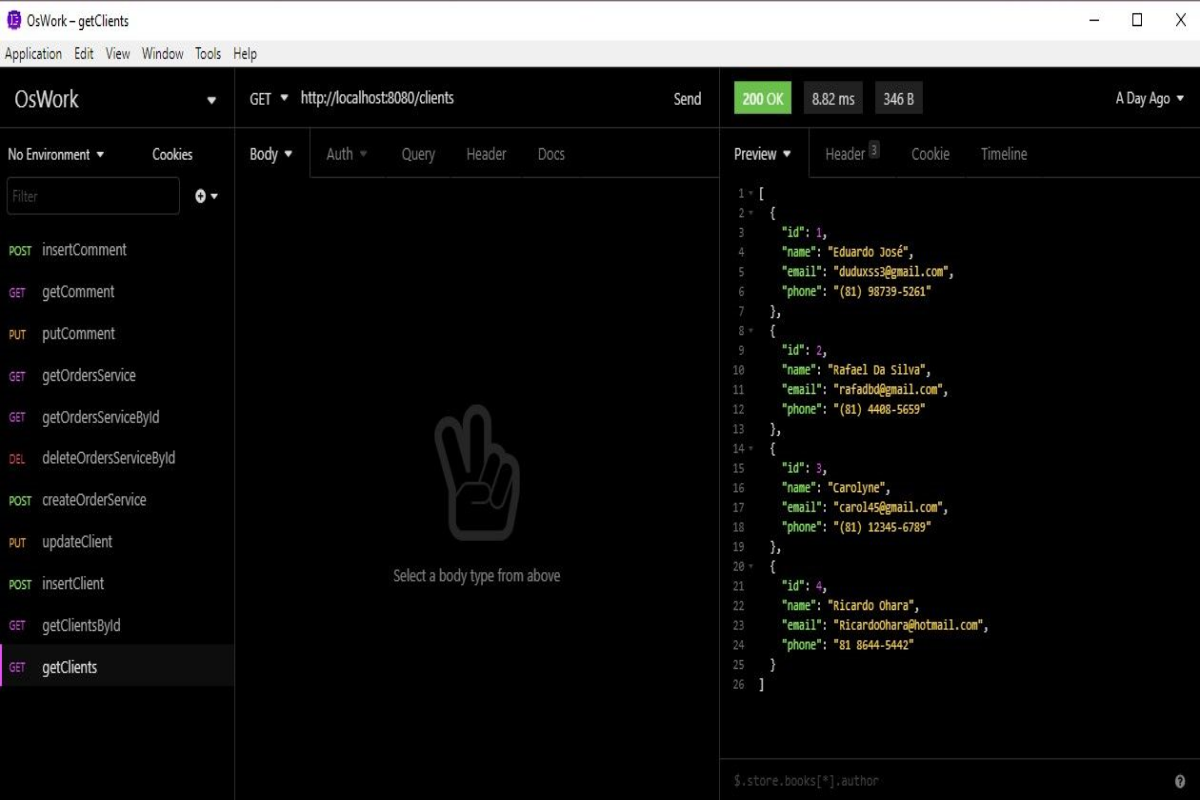 OsWork – getClients
Application Edit View Window Tools Help
OsWork
GET http://localhost:8080/clients Send
200 OK 8.82 ms 346 B A Day Ago
No Environment Cookies
Body Auth Query Header Docs
Preview Header 3 Cookie Timeline
Filter
POST insertComment
GET getComment
PUT putComment
GET getOrdersService
GET getOrdersServiceById
DEL deleteOrdersServiceById
POST createOrderService
PUT updateClient
POST insertClient
GET getClientsById
GET getClients
Select a body type from above
1 [
2 {
3 "id": 1,
4 "name": "Eduardo José",
5 "email": "duduxss3@gmail.com",
6 "phone": "(81) 98739-5261"
7 },
8 {
9 "id": 2,
10 "name": "Rafael Da Silva",
11 "email": "rafadbd@gmail.com",
12 "phone": "(81) 4408-5659"
13 },
14 {
15 "id": 3,
16 "name": "Carolyne",
17 "email": "carol45@gmail.com",
18 "phone": "(81) 12345-6789"
19 },
20 {
21 "id": 4,
22 "name": "Ricardo Ohara",
23 "email": "RicardoOhara@hotmail.com",
24 "phone": "81 8644-5442"
25 }
26 ]
$.store.books[*].author